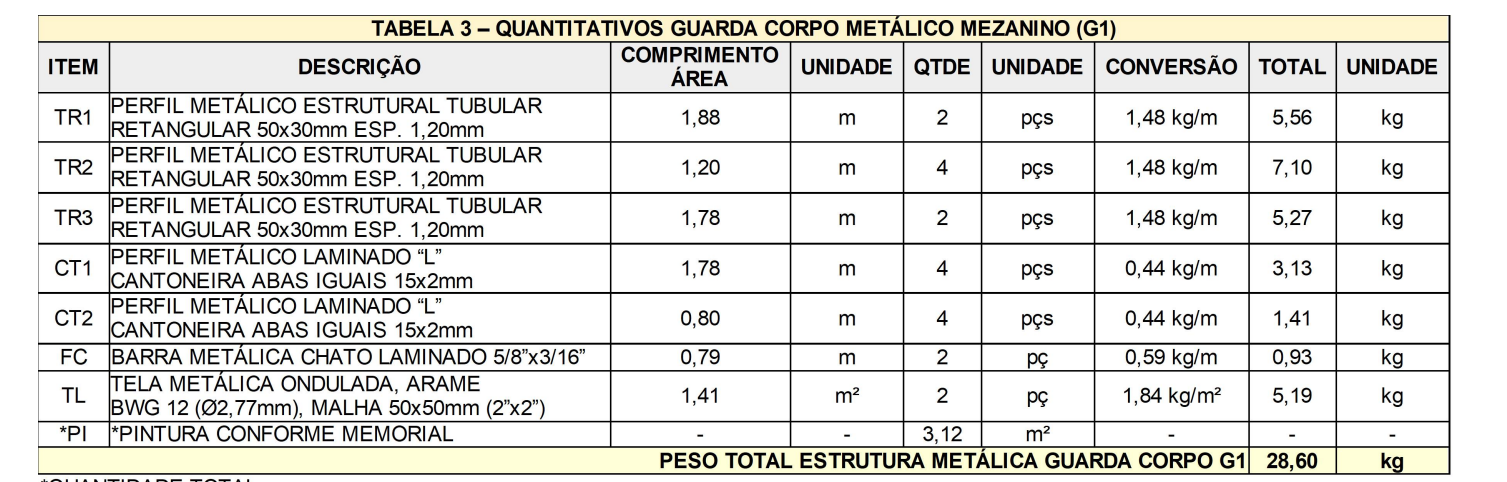 TABELA 3 – QUANTITATIVOS GUARDA CORPO METÁLICO MEZANINO (G1)
ITEM DESCRIÇÃO COMPRIMENTO ÁREA UNIDADE QTDE UNIDADE CONVERSÃO TOTAL UNIDADE
TR1 PERFIL METÁLICO ESTRUTURAL TUBULAR RETANGULAR 50x30mm ESP. 1,20mm 1,88 m 2 pçs 1,48 kg/m 5,56 kg
TR2 PERFIL METÁLICO ESTRUTURAL TUBULAR RETANGULAR 50x30mm ESP. 1,20mm 1,20 m 4 pçs 1,48 kg/m 7,10 kg
TR3 PERFIL METÁLICO ESTRUTURAL TUBULAR RETANGULAR 50x30mm ESP. 1,20mm 1,78 m 2 pçs 1,48 kg/m 5,27 kg
CT1 PERFIL METÁLICO LAMINADO “L” CANTONEIRA ABAS IGUAIS 15x2mm 1,78 m 4 pçs 0,44 kg/m 3,13 kg
CT2 PERFIL METÁLICO LAMINADO “L” CANTONEIRA ABAS IGUAIS 15x2mm 0,80 m 4 pçs 0,44 kg/m 1,41 kg
FC BARRA METÁLICA CHATO LAMINADO 5/8”x3/16” 0,79 m 2 pç 0,59 kg/m 0,93 kg
TL TELA METÁLICA ONDULADA, ARAME BWG 12 (Ø2,77mm), MALHA 50x50mm (2”x2”) 1,41 m² 2 pç 1,84 kg/m² 5,19 kg
*PI *PINTURA CONFORME MEMORIAL - - 3,12 m² - - -
PESO TOTAL ESTRUTURA METÁLICA GUARDA CORPO G1 28,60 kg
*QUANTIDADE TOTAL